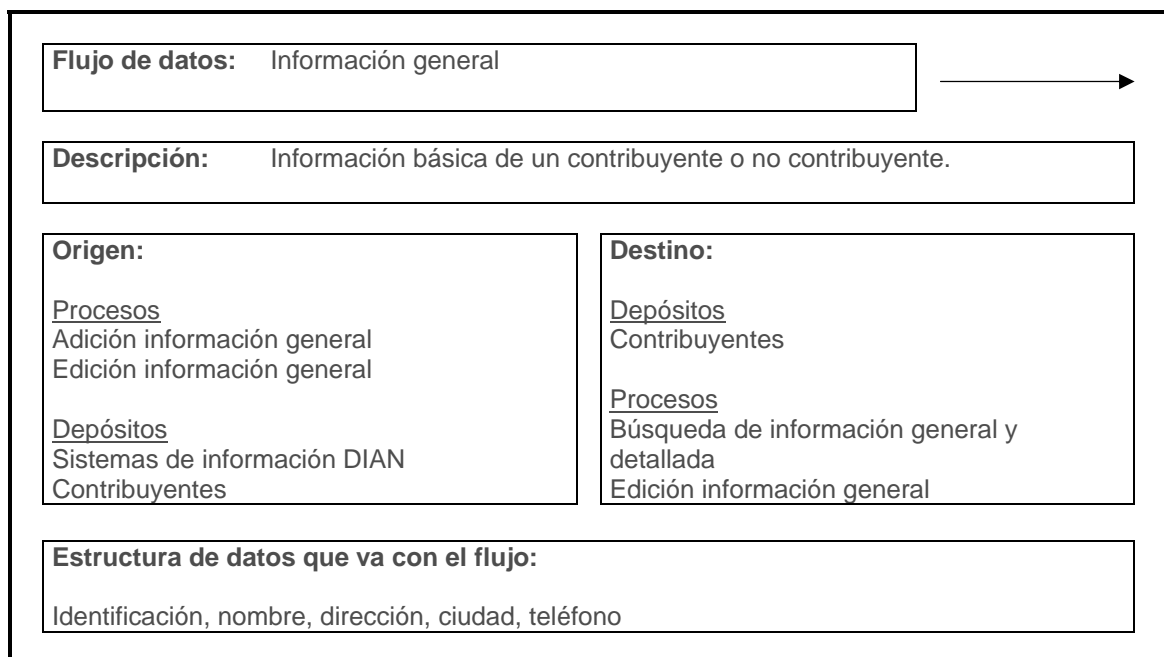 Flujo de datos: Información general
Descripción: Información básica de un contribuyente o no contribuyente.
Origen:
Procesos
Adición información general
Edición información general
Depósitos
Sistemas de información DIAN
Contribuyentes
Destino:
Depósitos
Contribuyentes
Procesos
Búsqueda de información general y
detallada
Edición información general
Estructura de datos que va con el flujo:
Identificación, nombre, dirección, ciudad, teléfono